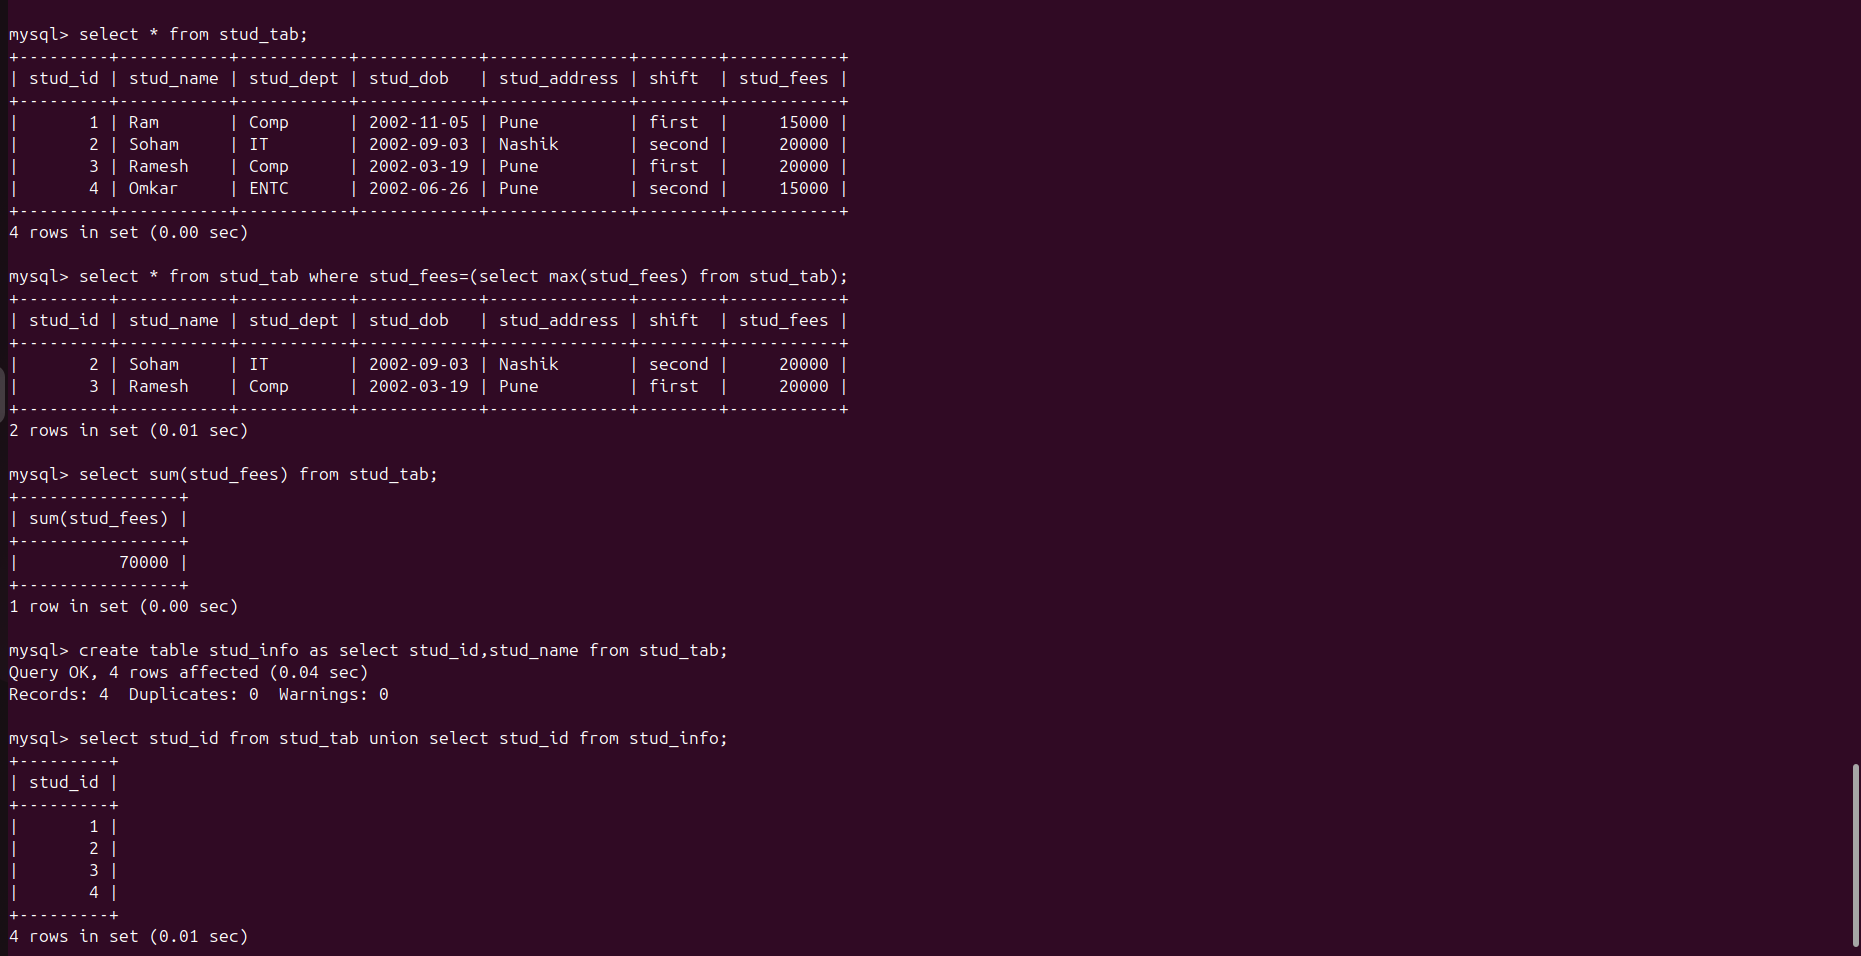 mysql> select * from stud_tab;
+---------+-----------+-----------+------------+--------------+--------+-----------+
| stud_id | stud_name | stud_dept | stud_dob   | stud_address | shift  | stud_fees |
+---------+-----------+-----------+------------+--------------+--------+-----------+
|       1 | Ram       | Comp      | 2002-11-05 | Pune         | first  |     15000 |
|       2 | Soham     | IT        | 2002-09-03 | Nashik       | second |     20000 |
|       3 | Ramesh    | Comp      | 2002-03-19 | Pune         | first  |     20000 |
|       4 | Omkar     | ENTC      | 2002-06-26 | Pune         | second |     15000 |
+---------+-----------+-----------+------------+--------------+--------+-----------+
4 rows in set (0.00 sec)

mysql> select * from stud_tab where stud_fees=(select max(stud_fees) from stud_tab);
+---------+-----------+-----------+------------+--------------+--------+-----------+
| stud_id | stud_name | stud_dept | stud_dob   | stud_address | shift  | stud_fees |
+---------+-----------+-----------+------------+--------------+--------+-----------+
|       2 | Soham     | IT        | 2002-09-03 | Nashik       | second |     20000 |
|       3 | Ramesh    | Comp      | 2002-03-19 | Pune         | first  |     20000 |
+---------+-----------+-----------+------------+--------------+--------+-----------+
2 rows in set (0.01 sec)

mysql> select sum(stud_fees) from stud_tab;
+----------------+
| sum(stud_fees) |
+----------------+
|          70000 |
+----------------+
1 row in set (0.00 sec)

mysql> create table stud_info as select stud_id,stud_name from stud_tab;
Query OK, 4 rows affected (0.04 sec)
Records: 4  Duplicates: 0  Warnings: 0

mysql> select stud_id from stud_tab union select stud_id from stud_info;
+---------+
| stud_id |
+---------+
|       1 |
|       2 |
|       3 |
|       4 |
+---------+
4 rows in set (0.01 sec)